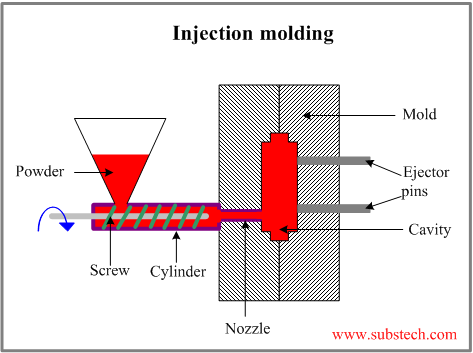 Injection molding
Mold
Powder
Ejector
pins
Cavity
Screw
Cylinder
Nozzle
www.substech.com